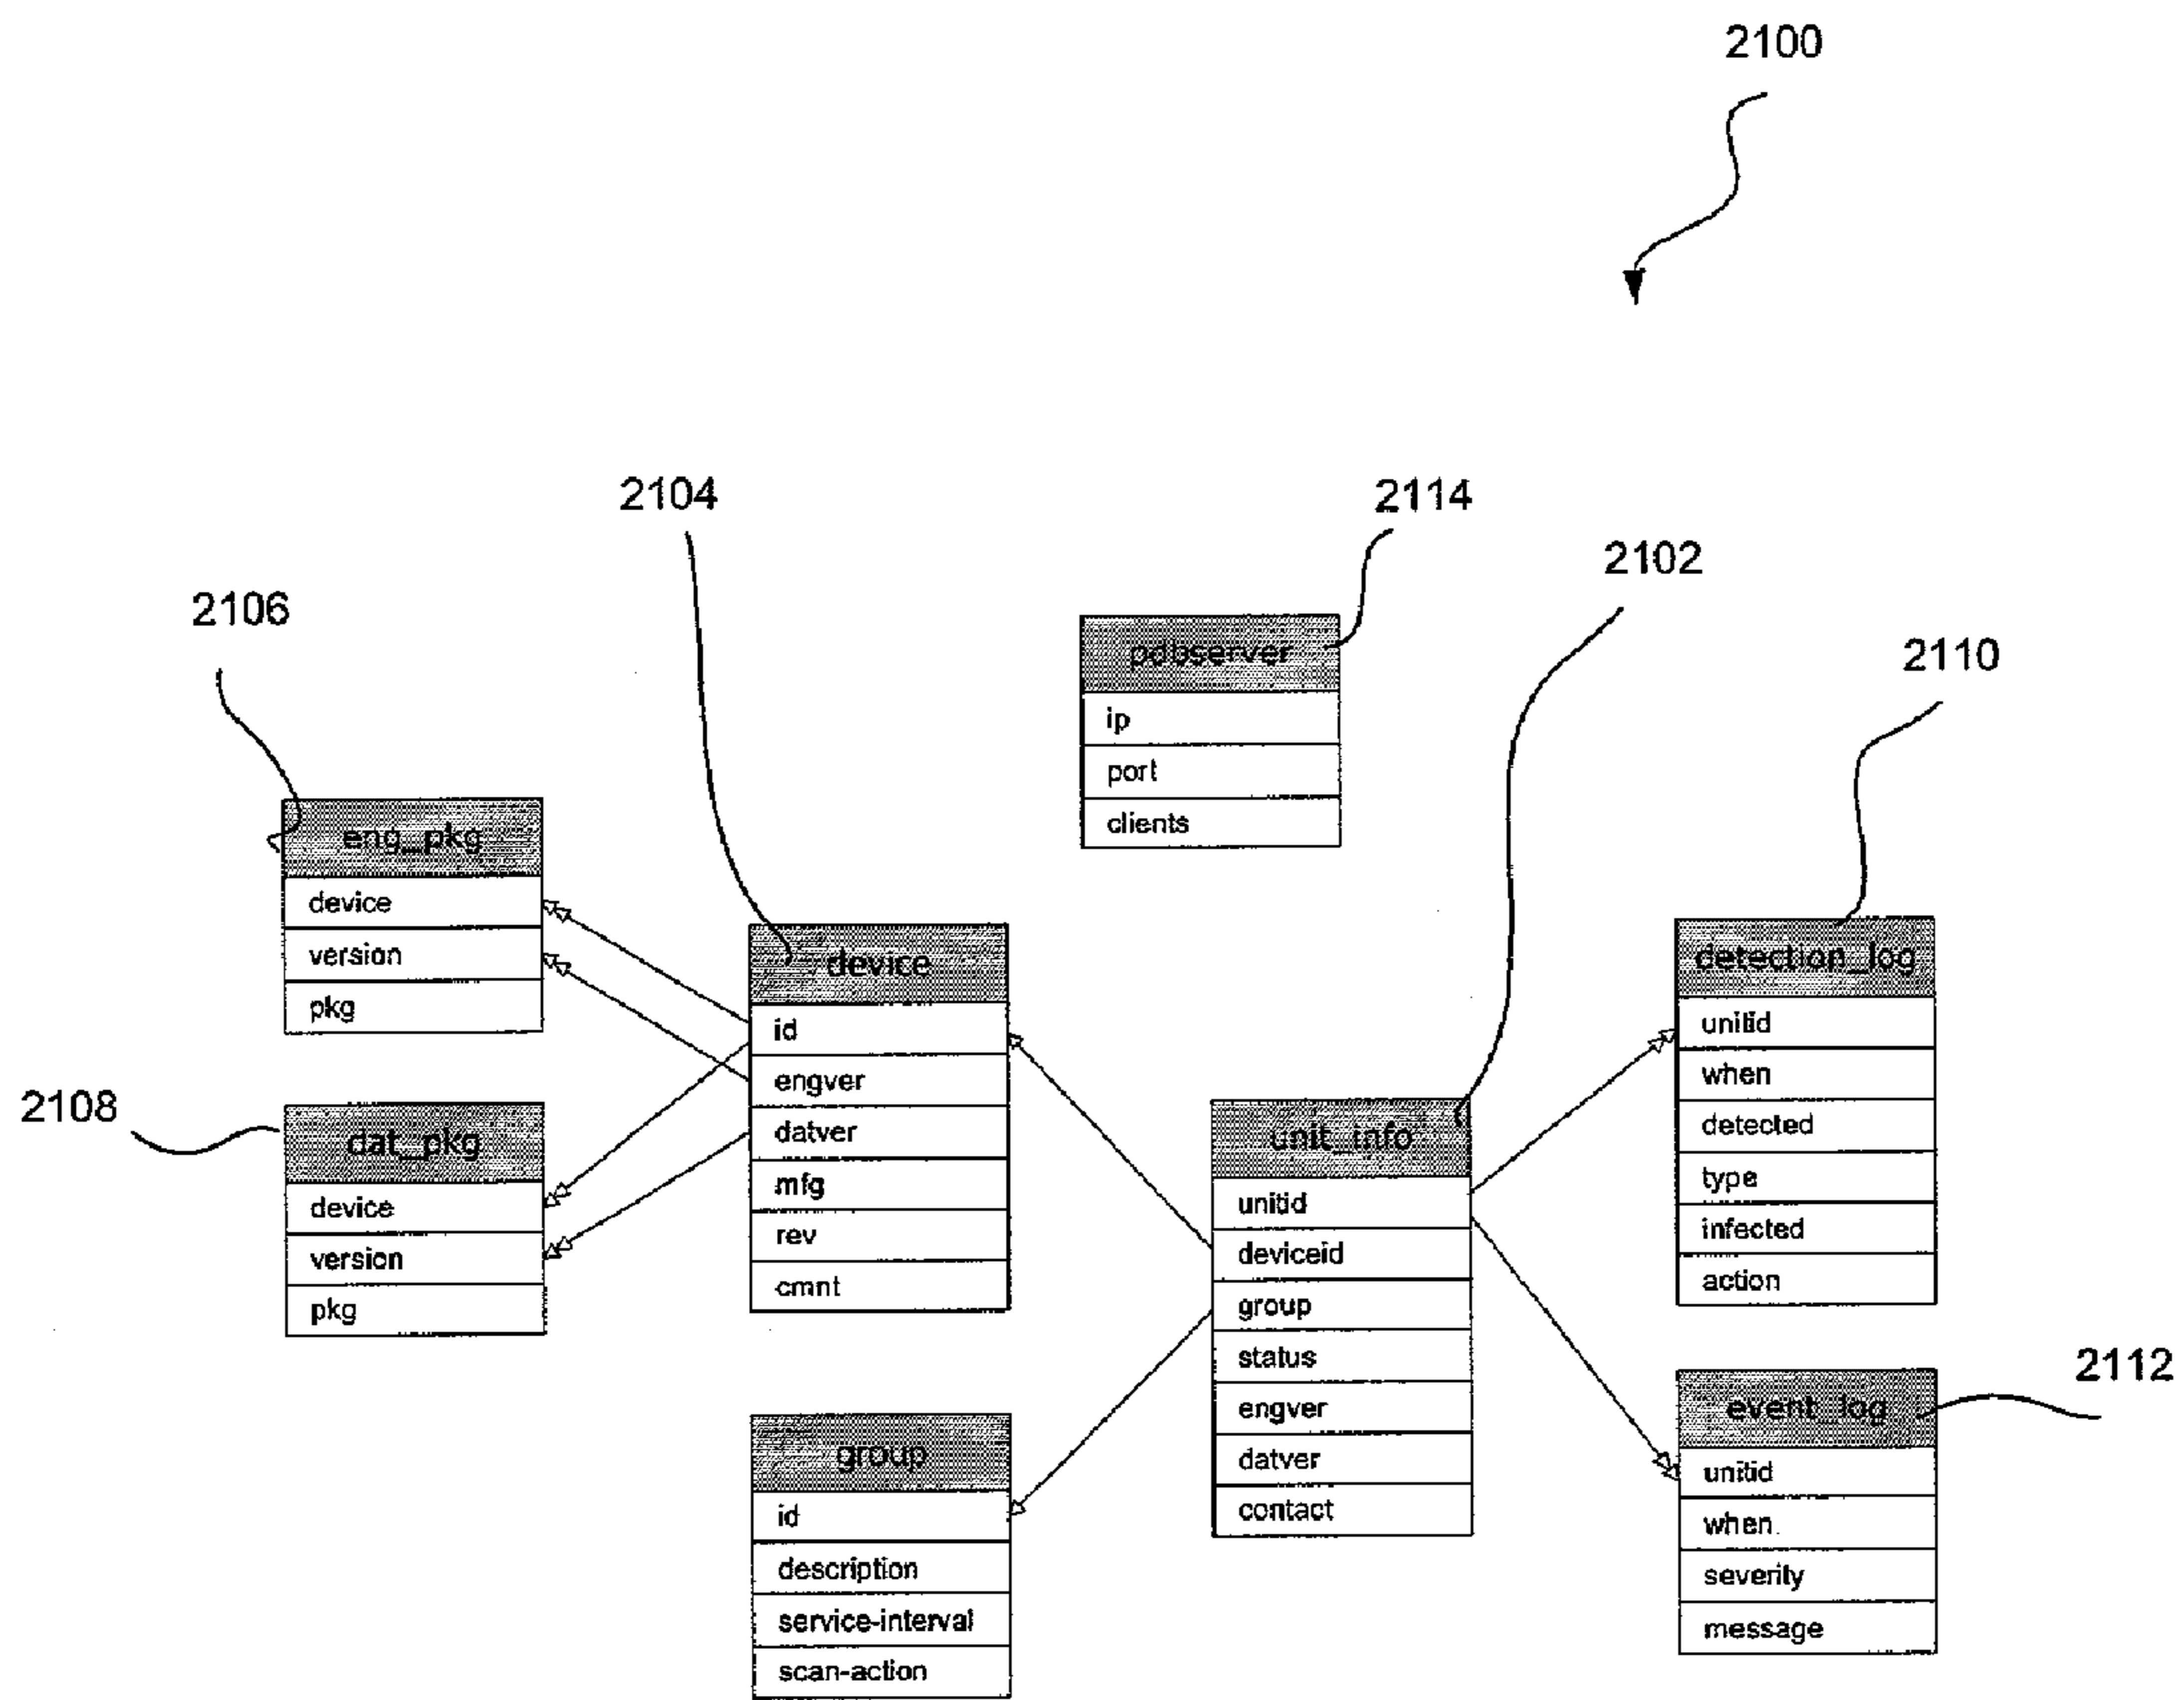 2100
2104
2114
2102
2106
2110
pdbserver
ip
port
clients
eng_pkg
device
version
pkg
device
id
engver
datver
mfg
rev
cmnt
detection_log
unitid
when
detected
type
infected
action
2108
dat_pkg
device
version
pkg
unit_info
unitid
deviceid
group
status
engver
datver
contact
2112
event_log
unitid
when
severity
message
group
id
description
service-interval
scan-action